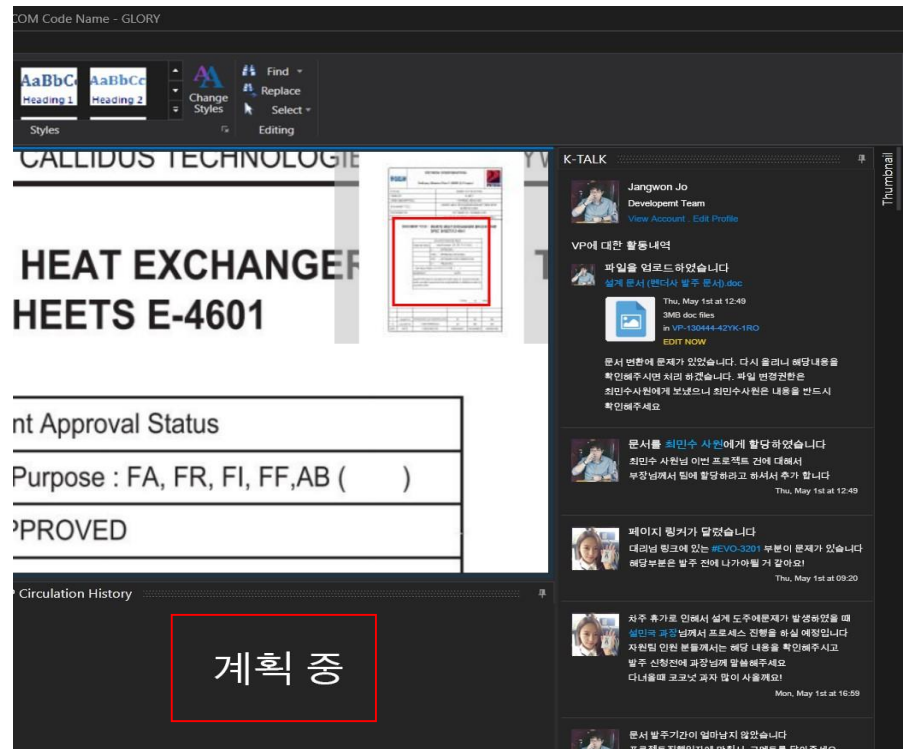 COM Code Name - GLORY
AaBbC AaBbCc
Heading 1 Heading 2
Change
Styles
Find
Replace
Select
Styles
Editing
CALLIDUS TECHNOLOGIE
HEAT EXCHANGER
HEETS E-4601
nt Approval Status
Purpose : FA, FR, FI, FF,AB ( )
PPROVED
P Circulation History
계획 중
K-TALK
Thumbnail
Jangwon Jo
Developemt Team
View Account . Edit Profile
VP에 대한 활동내역
파일을 업로드하였습니다
설계 문서 (벤더사 발주 문서).doc
Thu, May 1st at 12:49
3MB doc files
in VP-130444-42YK-1RO
EDIT NOW
문서 변환에 문제가 있었습니다. 다시 올리니 해당내용을
확인해주시면 처리 하겠습니다. 파일 변경권한은
최민수사원에게 보냈으니 최민수사원은 내용을 반드시
확인해주세요
문서를 최민수 사원에게 할당하였습니다
최민수 사원님 이번 프로젝트 건에 대해서
부장님께서 팀에 할당하라고 하셔서 추가 합니다
Thu, May 1st at 12:49
페이지 링커가 달렸습니다
대리님 링크에 있는 #EVO-3201 부분이 문제가 있습니다
해당부분은 발주 전에 나가야될 거 같아요!
Thu, May 1st at 09:20
차주 휴가로 인해서 설계 도주에문제가 발생하였을 때
설민국 과장님께서 프로세스 진행을 하실 예정입니다
자원팀 인원 분들께서는 해당 내용을 확인해주시고
발주 신청전에 과장님께 말씀해주세요
다녀올때 코코넛 과자 많이 사올께요!
Mon, May 1st at 16:59
문서 발주기간이 얼마남지 않았습니다